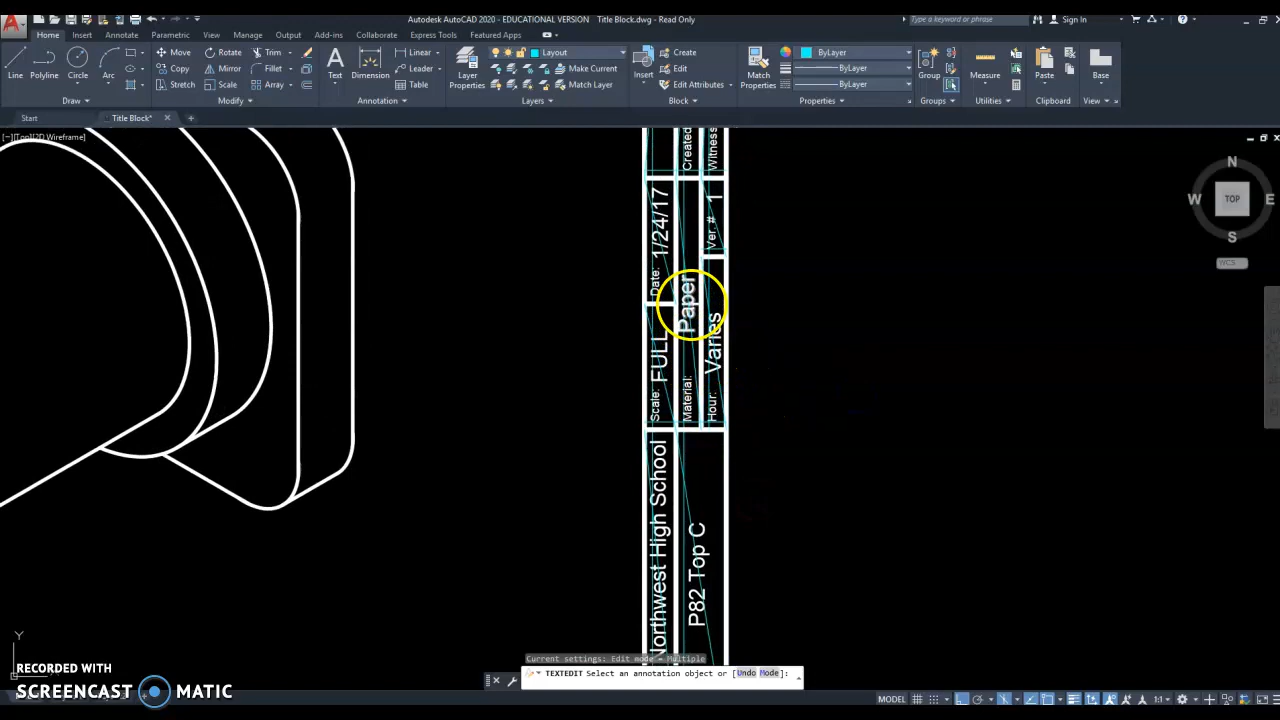 Autodesk AutoCAD 2020 - EDUCATIONAL VERSION Title Block.dwg - Read Only
Type a keyword or phrase
Sign In
Home Insert Annotate Parametric View Manage Output Add-ins Collaborate Express Tools Featured Apps
Line Polyline Circle Arc
Move Rotate Trim
Copy Mirror Fillet
Stretch Scale Array
Text Dimension
Linear
Leader
Table
Layer Properties
Layout
Make Current
Match Layer
Insert
Create
Edit
Edit Attributes
Match Properties
ByLayer
ByLayer
ByLayer
Group
Measure
Paste
Base
Draw Modify Annotation Layers Block Properties Groups Utilities Clipboard View
Start Title Block*
[−][Top][2D Wireframe]
N
W TOP E
S
WCS
Created
Witness
Date: 1/24/17
Ver. # 1
Scale: FULL
Material: Paper
Hour: Varies
Northwest High School
P82 Top C
Y
Current settings: Edit mode = Multiple
TEXTEDIT Select an annotation object or [Undo Mode]:
RECORDED WITH
SCREENCAST MATIC
MODEL
1:1